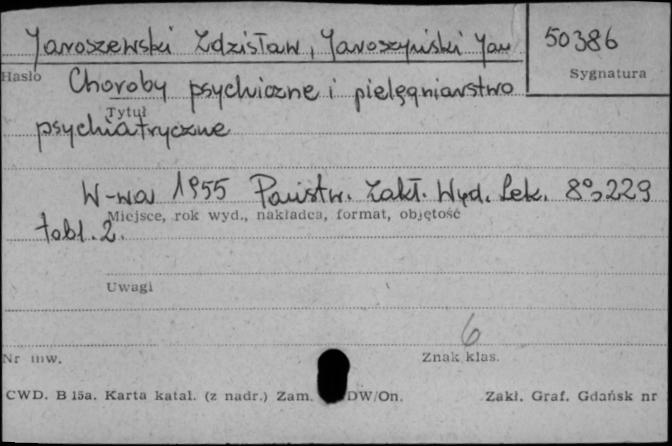 Jaroszewski Zdzisław, Jaroszyński Jan
50386
Hasło
Sygnatura
Choroby psychiczne i pielęgniarstwo
Tytuł
psychiatryczne
W-wa 1955 Państw. Zakł. Wyd. Lek. 8°, 229
Miejsce, rok wyd., nakładca, format, objętość
tabl. 2.
Uwagi
6
Nr inw.
Znak klas.
CWD. B 15a. Karta katal. (z nadr.) Zam. DW/On. Zakł. Graf. Gdańsk nr